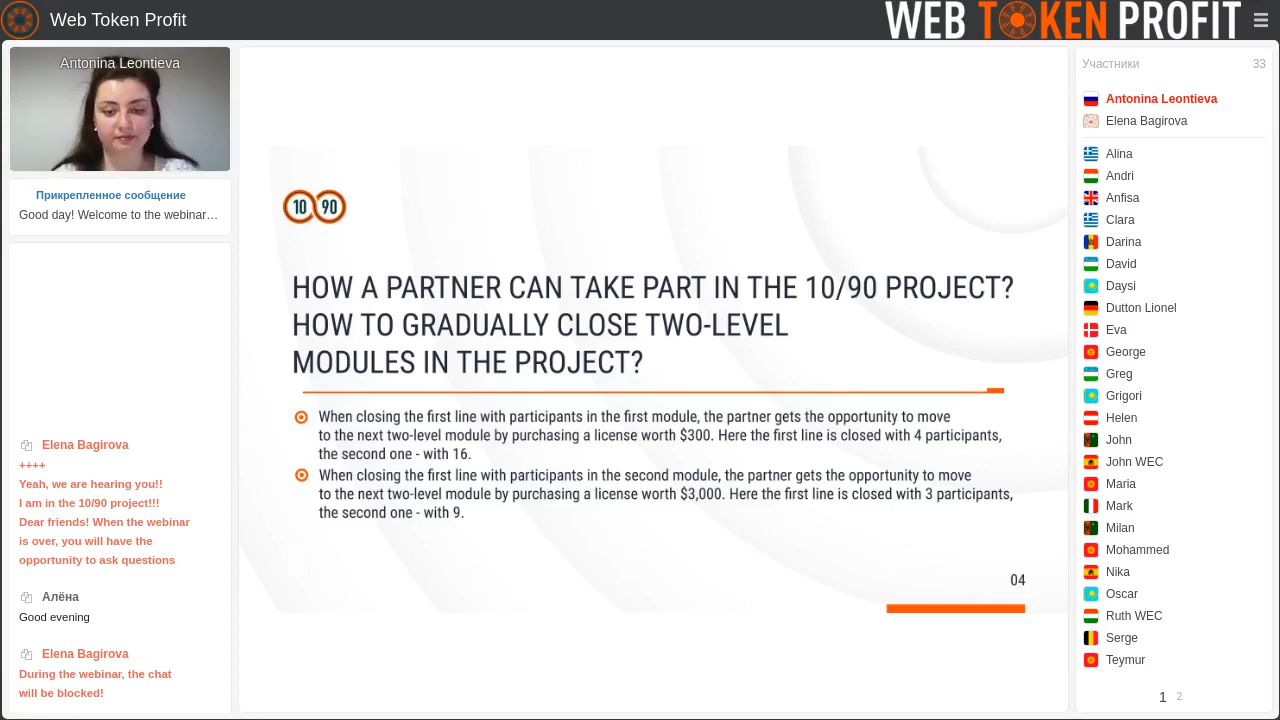 Web Token Profit
WEB TOKEN PROFIT
Antonina Leontieva
Прикрепленное сообщение
Good day! Welcome to the webinar…
Elena Bagirova
++++
Yeah, we are hearing you!!
I am in the 10/90 project!!!
Dear friends! When the webinar
is over, you will have the
opportunity to ask questions
Алёна
Good evening
Elena Bagirova
During the webinar, the chat
will be blocked!
10 90
HOW A PARTNER CAN TAKE PART IN THE 10/90 PROJECT?
HOW TO GRADUALLY CLOSE TWO-LEVEL
MODULES IN THE PROJECT?
When closing the first line with participants in the first module, the partner gets the opportunity to move
to the next two-level module by purchasing a license worth $300. Here the first line is closed with 4 participants,
the second one - with 16.
When closing the first line with participants in the second module, the partner gets the opportunity to move
to the next two-level module by purchasing a license worth $3,000. Here the first line is closed with 3 participants,
the second one - with 9.
04
Участники 33
Antonina Leontieva
Elena Bagirova
Alina
Andri
Anfisa
Clara
Darina
David
Daysi
Dutton Lionel
Eva
George
Greg
Grigori
Helen
John
John WEC
Maria
Mark
Milan
Mohammed
Nika
Oscar
Ruth WEC
Serge
Teymur
1 2